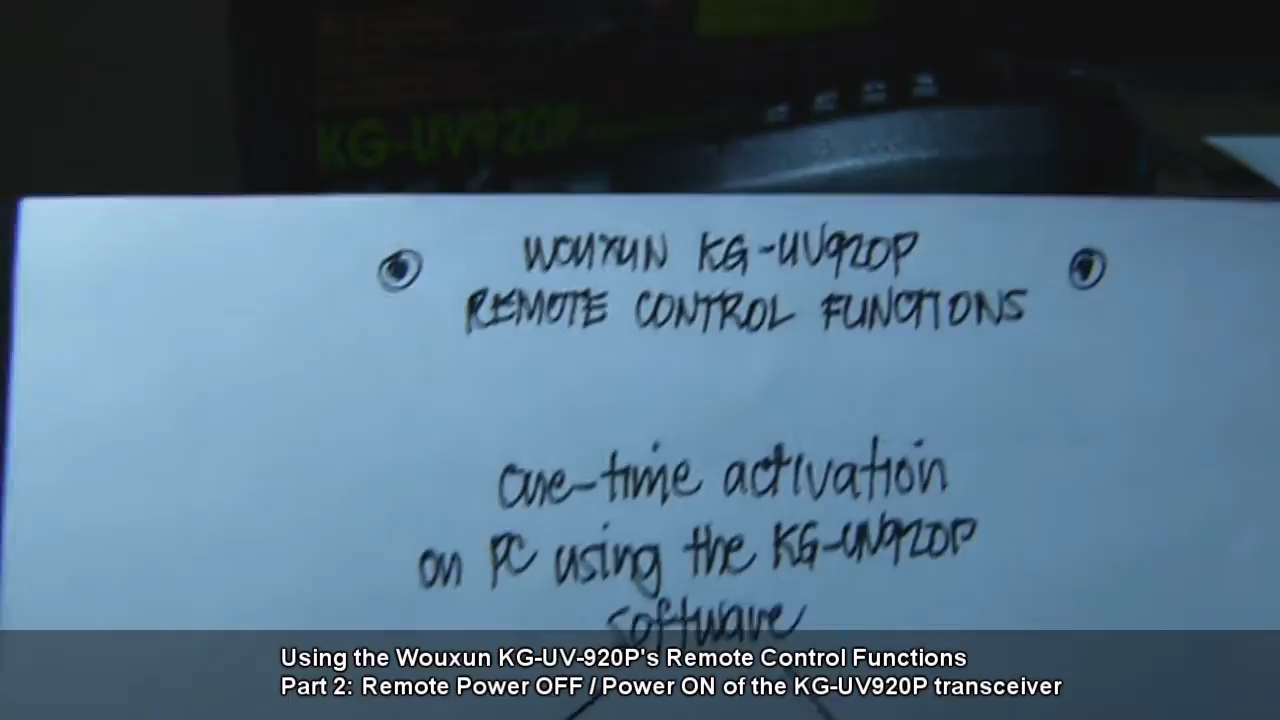 KG-UV920P
WOUXUN KG-UV920P
REMOTE CONTROL FUNCTIONS
one-time activation
on PC using the KG-UV920P
software
Using the Wouxun KG-UV-920P's Remote Control Functions
Part 2: Remote Power OFF / Power ON of the KG-UV920P transceiver